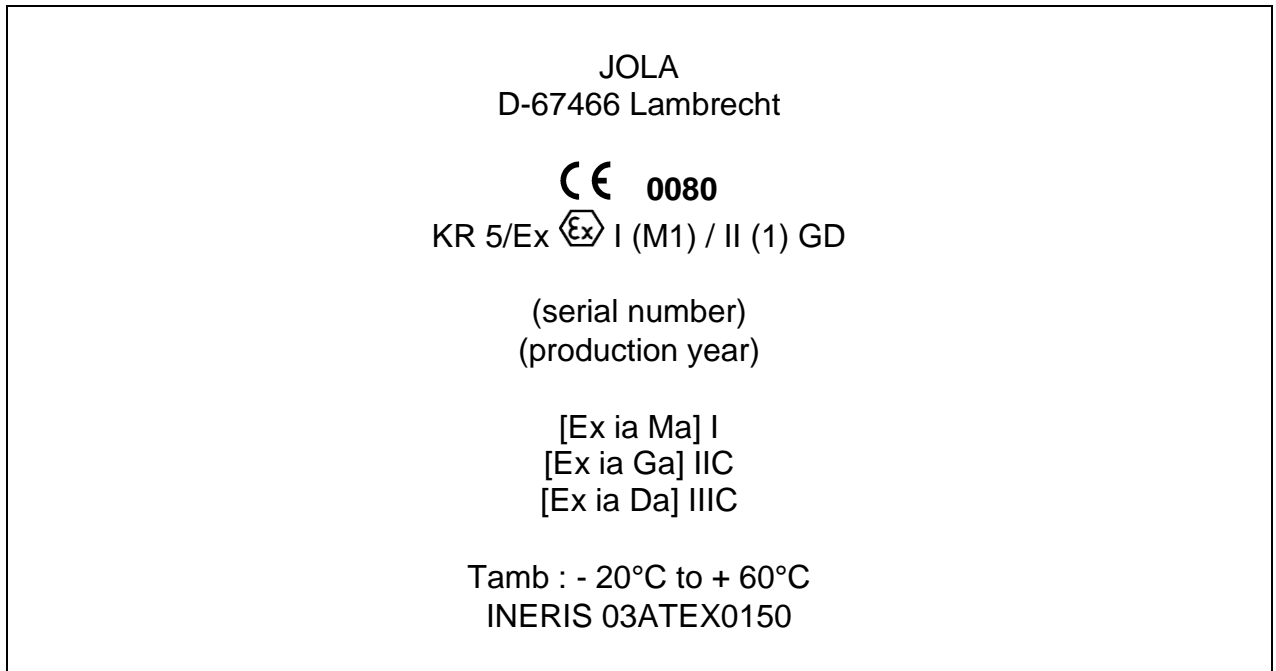 JOLA
D-67466 Lambrecht
CE 0080
KR 5/Ex Ex I (M1) / II (1) GD
(serial number)
(production year)
[Ex ia Ma] I
[Ex ia Ga] IIC
[Ex ia Da] IIIC
Tamb : - 20°C to + 60°C
INERIS 03ATEX0150